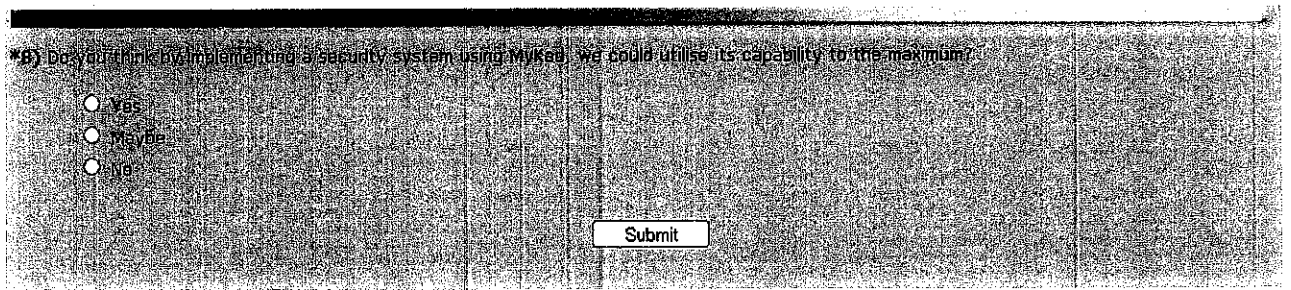 *8) Do you think by implementing a security system using MyKad, we could utilise its capability to the maximum?
Yes
Maybe
No
Submit